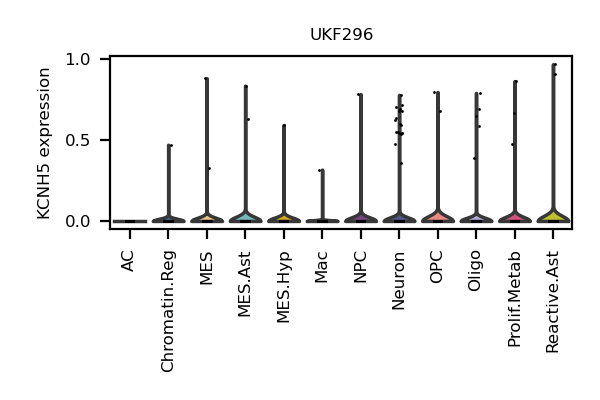 UKF296
KCNH5 expression
1.0
0.5
0.0
AC
Chromatin.Reg
MES
MES.Ast
MES.Hyp
Mac
NPC
Neuron
OPC
Oligo
Prolif.Metab
Reactive.Ast